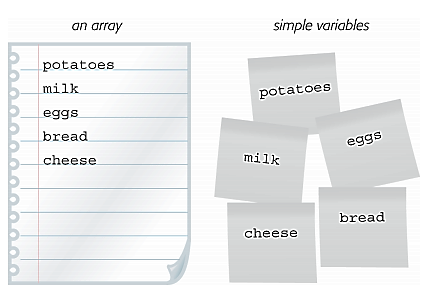 an array
potatoes
milk
eggs
bread
cheese
simple variables
potatoes
eggs
milk
bread
cheese